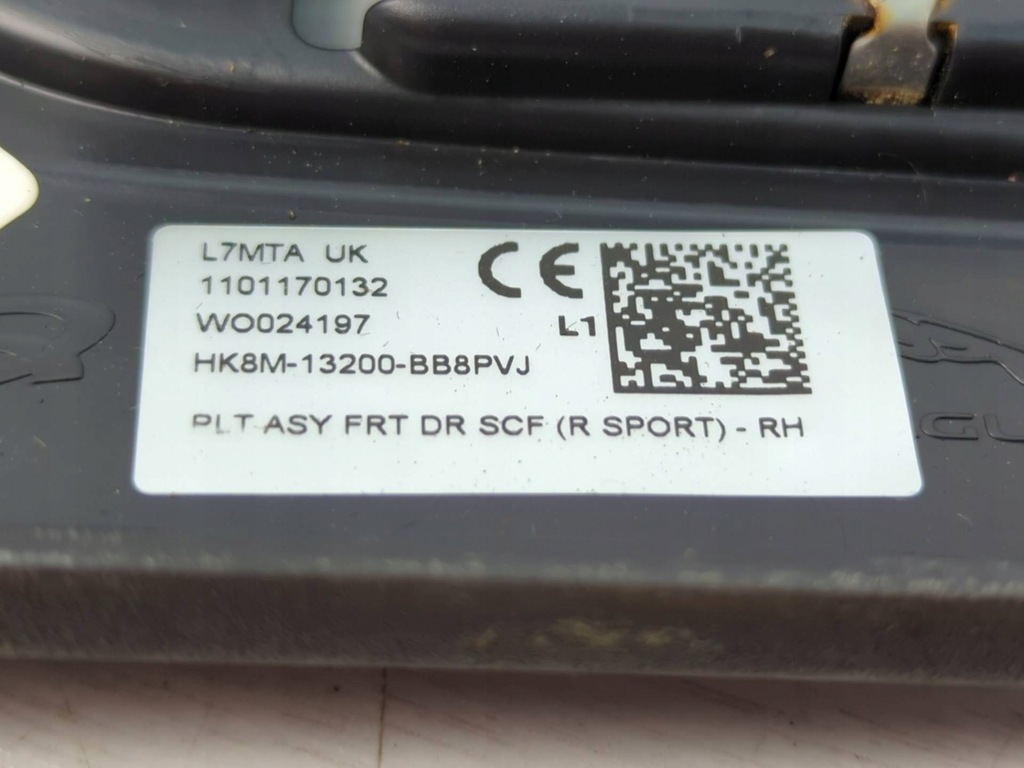 L7MTA UK
1101170132
WO024197
L1
HK8M-13200-BB8PVJ
PLT ASY FRT DR SCF (R SPORT) - RH
CE